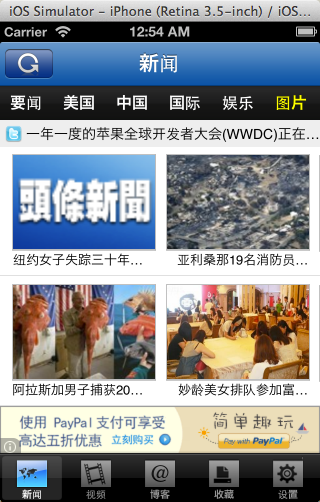 iOS Simulator - iPhone (Retina 3.5-inch) / iOS...
Carrier 12:54 AM
新闻
要闻 美国 中国 国际 娱乐 图片
一年一度的苹果全球开发者大会(WWDC)正在...
頭條新聞
纽约女子失踪三十年... 亚利桑那19名消防员...
阿拉斯加男子捕获20... 妙龄美女排队参加富...
使用 PayPal 支付可享受
高达五折优惠 立刻购买
简单趣玩
Pay with PayPal
新闻 视频 博客 收藏 设置